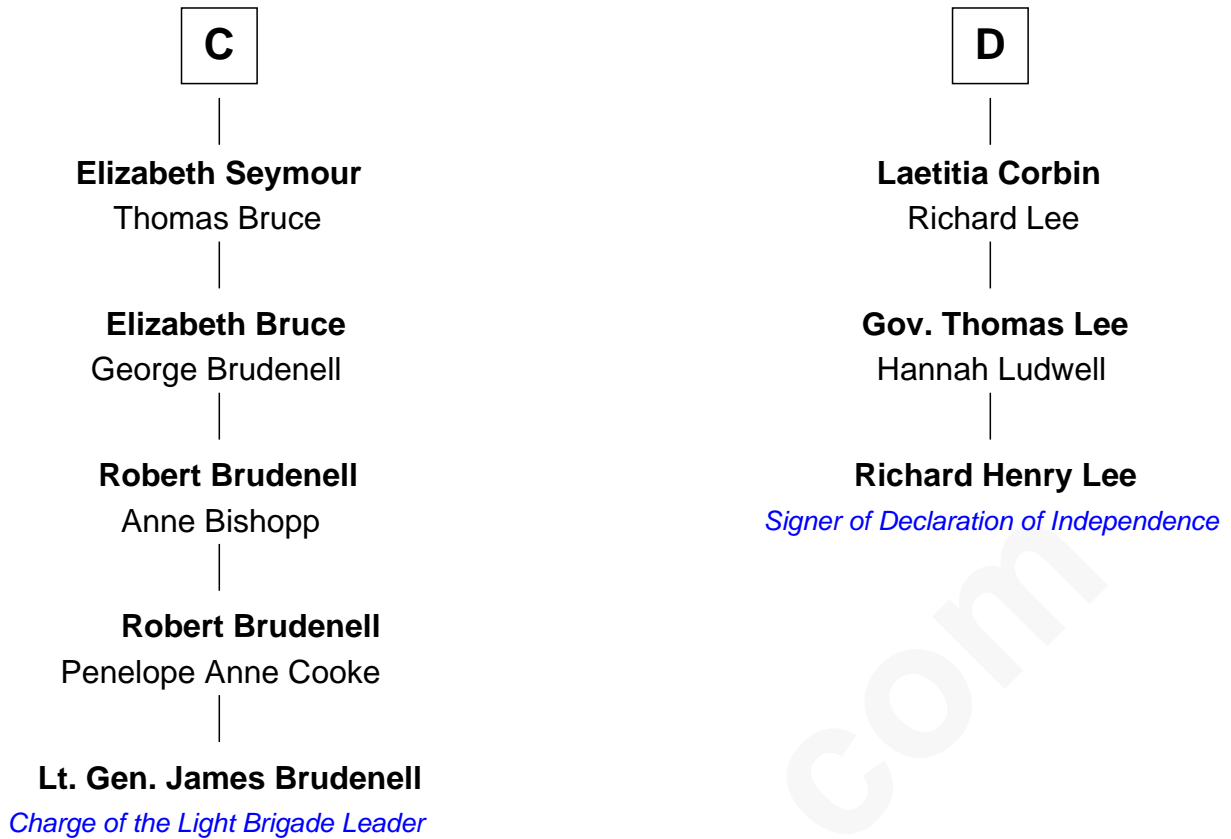 C
Elizabeth Seymour
Thomas Bruce
Elizabeth Bruce
George Brudenell
Robert Brudenell
Anne Bishopp
Robert Brudenell
Penelope Anne Cooke
Lt. Gen. James Brudenell
Charge of the Light Brigade Leader
D
Laetitia Corbin
Richard Lee
Gov. Thomas Lee
Hannah Ludwell
Richard Henry Lee
Signer of Declaration of Independence
com